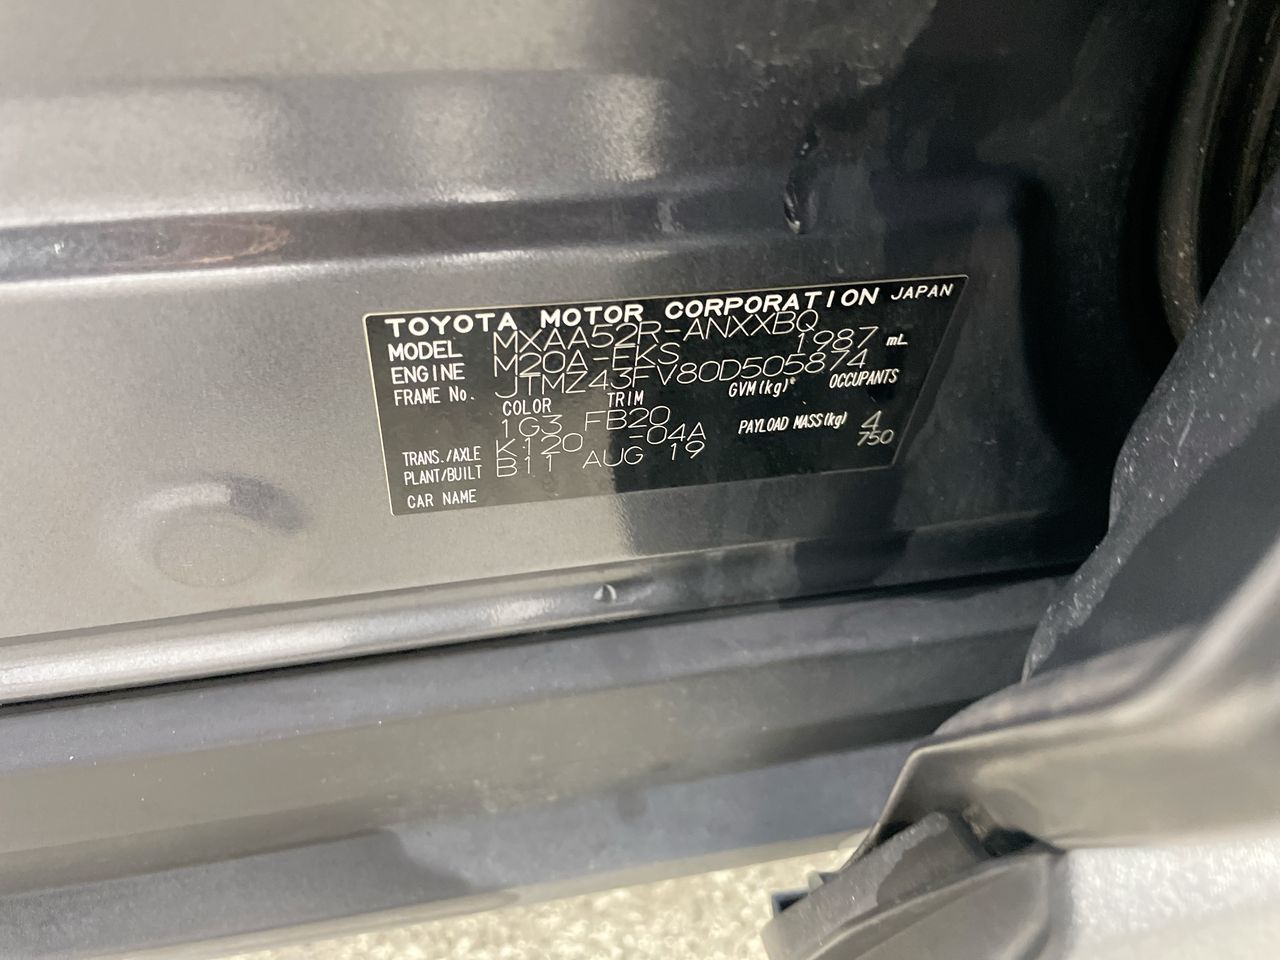 TOYOTA MOTOR CORPORATION JAPAN
MODEL MXAA52R-ANXXBQ
ENGINE M20A-FKS 1987 mL
FRAME No. JTMZ43FV80D505874
COLOR TRIM GVM(kg)* OCCUPANTS
1G3 FB20 PAYLOAD MASS(kg) 4
TRANS./AXLE K120 -04A 750
PLANT/BUILT B11 AUG 19
CAR NAME